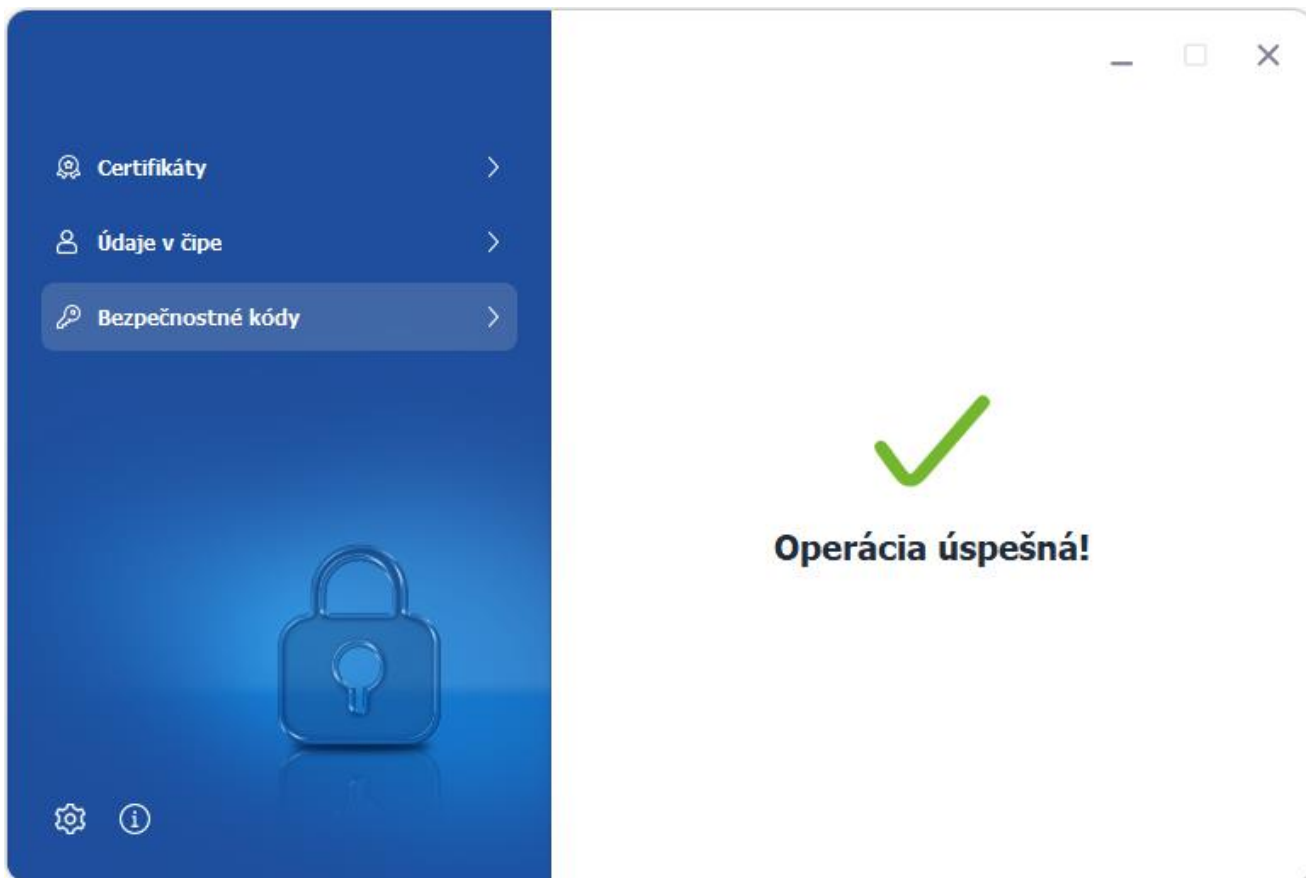 Certifikáty
Údaje v čipe
Bezpečnostné kódy
Operácia úspešná!